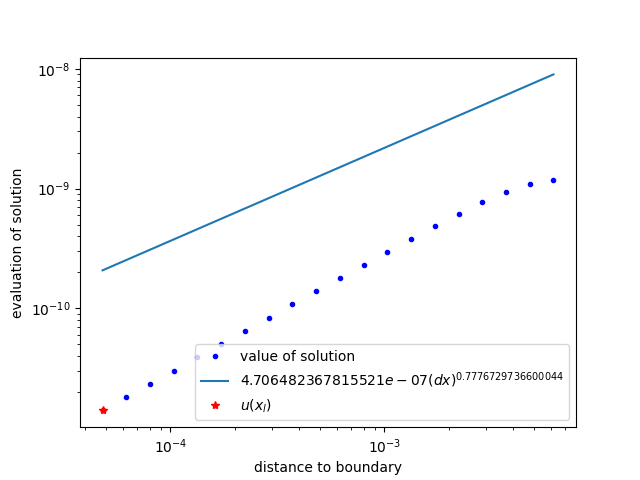 10⁻⁸
10⁻⁹
10⁻¹⁰
evaluation of solution
value of solution
4.706482367815521e − 07(dx)^0.7776729736600044
u(x_l)
10⁻⁴
10⁻³
distance to boundary